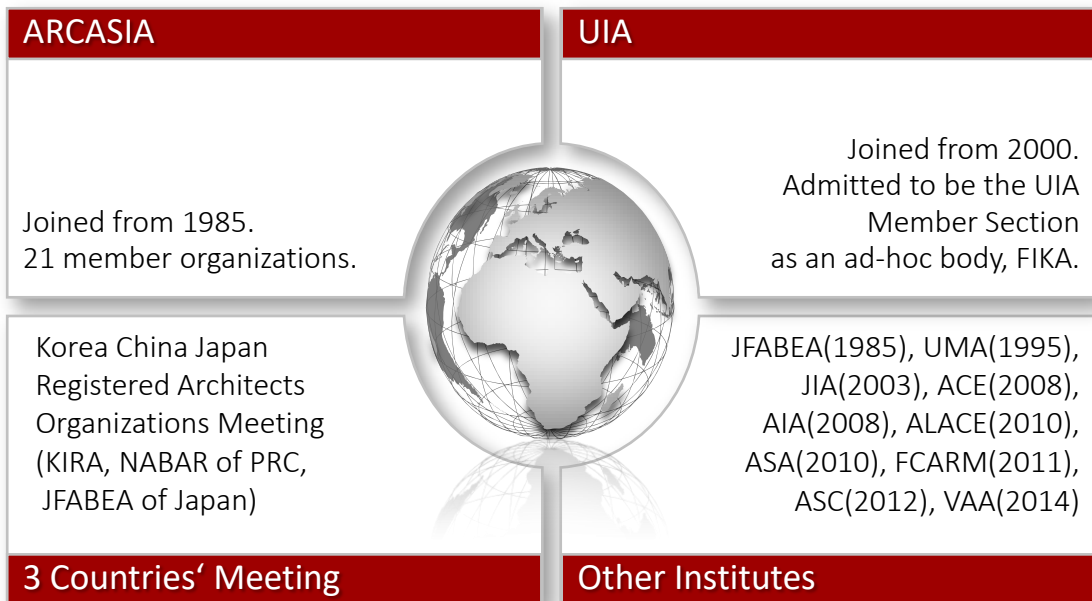 ARCASIA
Joined from 1985.
21 member organizations.
UIA
Joined from 2000.
Admitted to be the UIA
Member Section
as an ad-hoc body, FIKA.
Korea China Japan
Registered Architects
Organizations Meeting
(KIRA, NABAR of PRC,
JFABEA of Japan)
3 Countries‘ Meeting
JFABEA(1985), UMA(1995),
JIA(2003), ACE(2008),
AIA(2008), ALACE(2010),
ASA(2010), FCARM(2011),
ASC(2012), VAA(2014)
Other Institutes